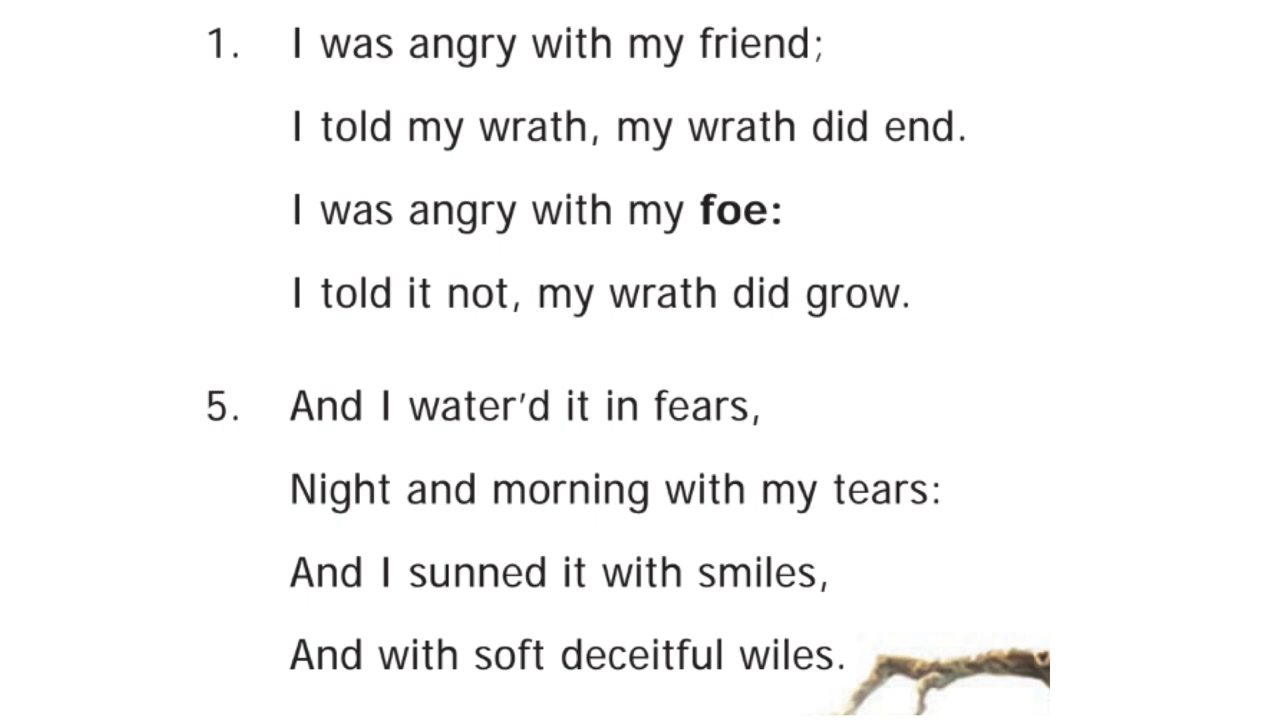 1. I was angry with my friend;
I told my wrath, my wrath did end.
I was angry with my foe:
I told it not, my wrath did grow.
5. And I water’d it in fears,
Night and morning with my tears:
And I sunned it with smiles,
And with soft deceitful wiles.